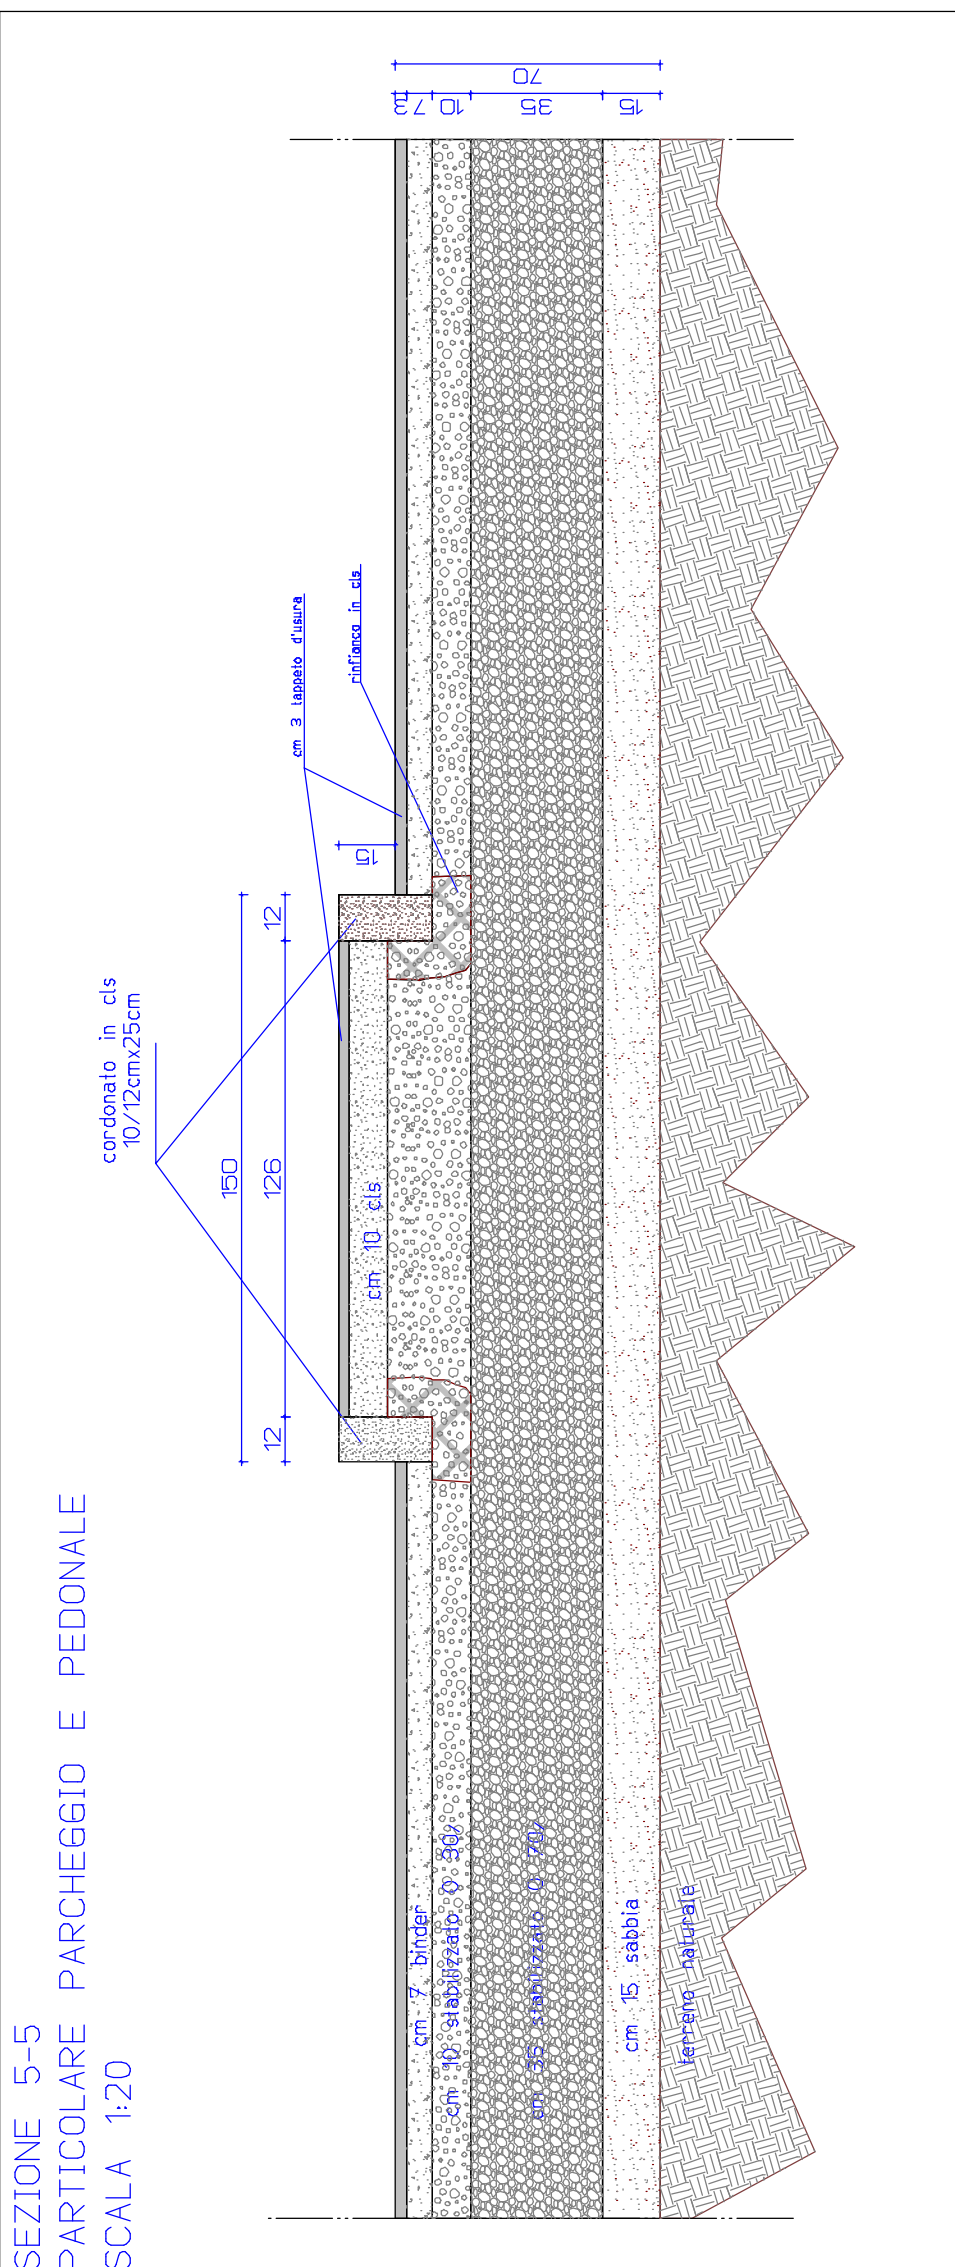 SEZIONE 5-5
PARTICOLARE PARCHEGGIO E PEDONALE
SCALA 1:20
cordonato in cls
10/12cmx25cm
150
12
126
12
cm 3 tappeto d'usura
rinfianco in cls
15
cm 10 cls
3
7
10
35
15
70
cm 7 binder
cm 10 stabilizzato 0 30/
cm 35 stabilizzato 0 70/
cm 15 sabbia
terreno naturale